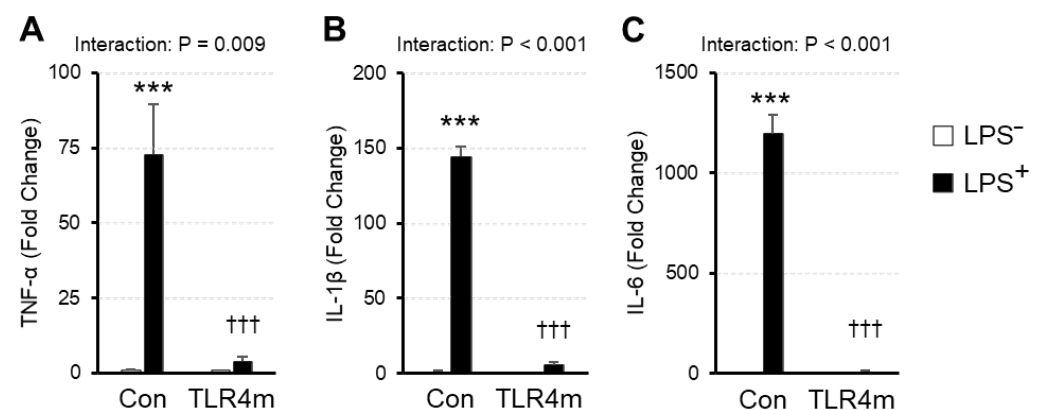 A
Interaction: P = 0.009
TNF-α (Fold Change)
100
75
50
25
0
***
†††
Con TLR4m
B
Interaction: P < 0.001
IL-1β (Fold Change)
200
150
100
50
0
***
†††
Con TLR4m
C
Interaction: P < 0.001
IL-6 (Fold Change)
1500
1000
500
0
***
†††
Con TLR4m
LPS⁻
LPS⁺